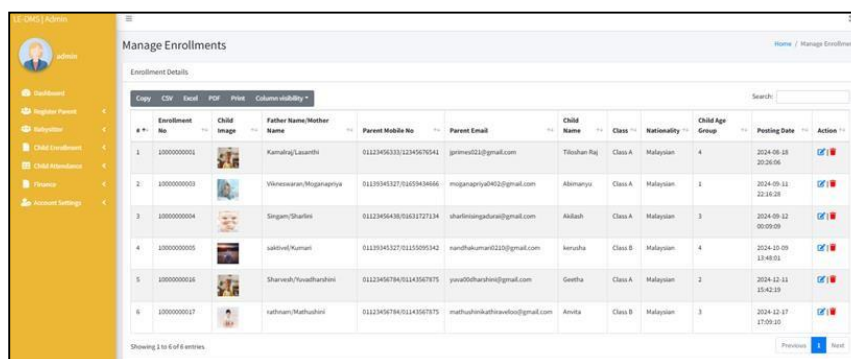 LE-DMS | Admin
admin
Dashboard
Register Parent
Babysitter
Child Enrollment
Child Attendance
Finance
Account Settings
Manage Enrollments
Home / Manage Enrollmen
Enrollment Details
Copy CSV Excel PDF Print Column visibility
Search:
# Enrollment No Child Image Father Name/Mother Name Parent Mobile No Parent Email Child Name Class Nationality Child Age Group Posting Date Action
1 10000000001 Kamalraj/Lasanthi 01123456333/12345676541 jprimes021@gmail.com Tiloshan Raj Class A Malaysian 4 2024-08-18 20:26:06
2 10000000003 Vikneswaran/Moganapriya 01139345327/01659434666 moganapriya0402@gmail.com Abimanyu Class A Malaysian 1 2024-09-11 22:16:28
3 10000000004 Singam/Sharlini 01123456438/01631727134 sharlinisingadurai@gmail.com Akilash Class A Malaysian 3 2024-09-12 00:09:09
4 10000000005 saktivel/Kumari 01139345327/01155095342 nandhakumari0210@gmail.com kerusha Class B Malaysian 4 2024-10-09 13:48:01
5 10000000016 Sharvesh/Yuvadharshini 01123456784/01143567875 yuva00dharshini@gmail.com Geetha Class A Malaysian 2 2024-12-11 15:42:19
6 10000000017 rathnam/Mathushini 01123456784/01143567875 mathushinikathiraveloo@gmail.com Anvita Class B Malaysian 3 2024-12-17 17:09:10
Showing 1 to 6 of 6 entries
Previous 1 Next